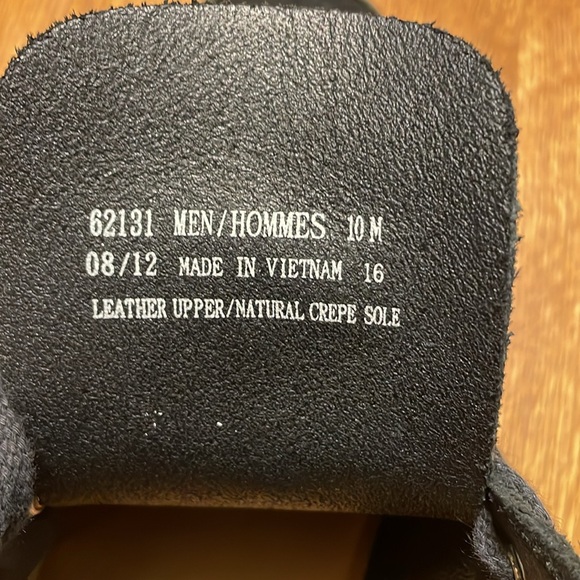 62131 MEN/HOMMES 10 M
08/12 MADE IN VIETNAM 16
LEATHER UPPER/NATURAL CREPE SOLE